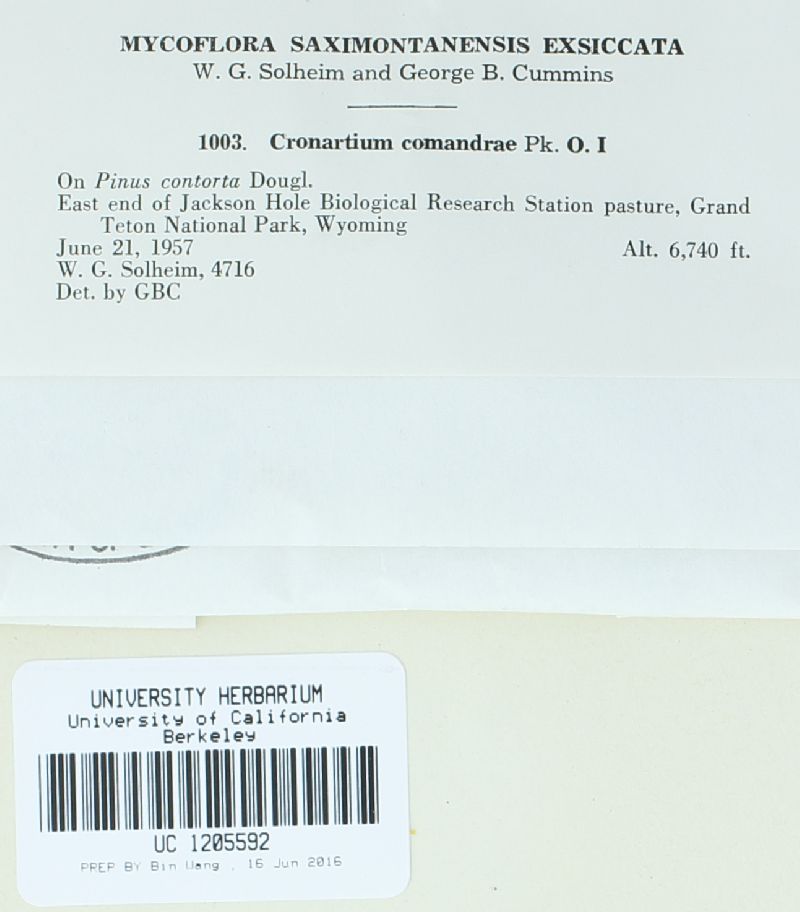 MYCOFLORA SAXIMONTANENSIS EXSICCATA
W. G. Solheim and George B. Cummins
1003. Cronartium comandrae Pk. O. I
On Pinus contorta Dougl.
East end of Jackson Hole Biological Research Station pasture, Grand
Teton National Park, Wyoming
June 21, 1957 Alt. 6,740 ft.
W. G. Solheim, 4716
Det. by GBC
UNIVERSITY HERBARIUM
University of California
Berkeley
UC 1205592
PREP BY Bin Wang , 16 Jun 2016